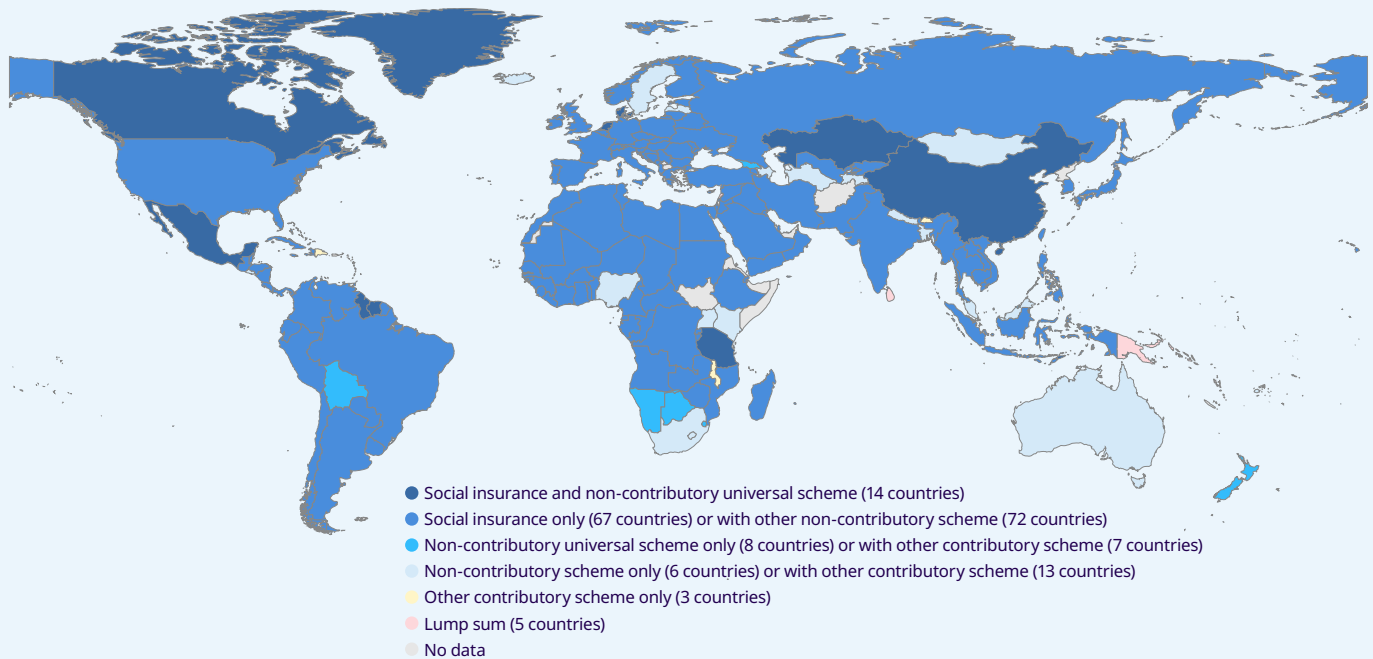 Social insurance and non-contributory universal scheme (14 countries)
Social insurance only (67 countries) or with other non-contributory scheme (72 countries)
Non-contributory universal scheme only (8 countries) or with other contributory scheme (7 countries)
Non-contributory scheme only (6 countries) or with other contributory scheme (13 countries)
Other contributory scheme only (3 countries)
Lump sum (5 countries)
No data